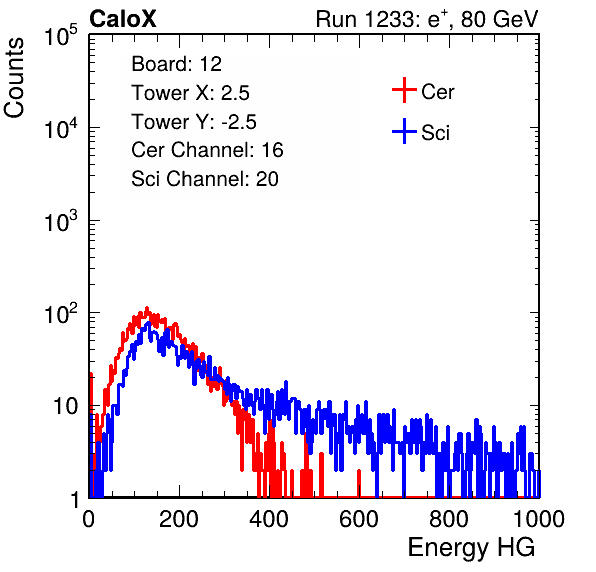 CaloX Run 1233: e⁺, 80 GeV
Counts
10⁵
10⁴
10³
10²
10
1
Board: 12
Tower X: 2.5
Tower Y: -2.5
Cer Channel: 16
Sci Channel: 20
Cer
Sci
0 200 400 600 800 1000
Energy HG